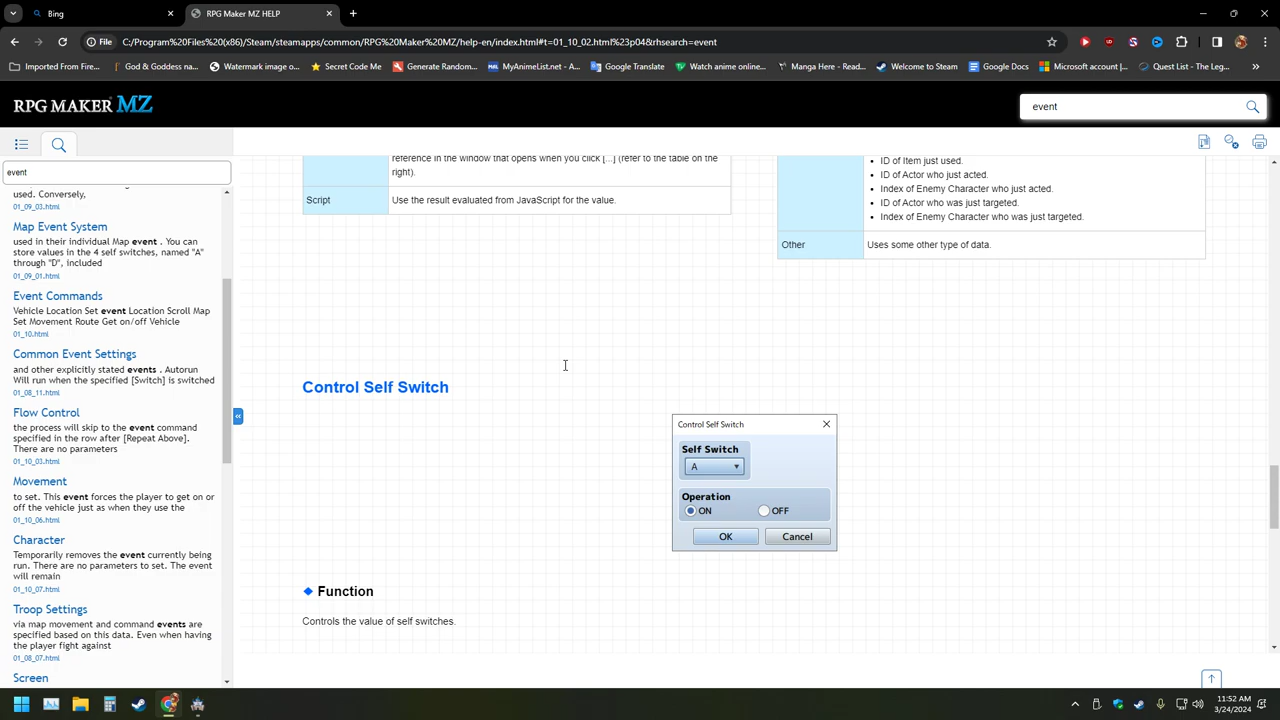 Bing
RPG Maker MZ HELP
File
C:/Program%20Files%20(x86)/Steam/steamapps/common/RPG%20Maker%20MZ/help-en/index.html#t=01_10_02.html%23p04&rhsearch=event
Imported From Fire...
God & Goddess na...
Watermark image o...
Secret Code Me
Generate Random...
MyAnimeList.net - A...
Google Translate
Watch anime online...
Manga Here - Read...
Welcome to Steam
Google Docs
Microsoft account |...
Quest List - The Leg...
RPG MAKER MZ
event
event
used. Conversely,
01_09_03.html
Map Event System
used in their individual Map event . You can
store values in the 4 self switches, named "A"
through "D", included
01_09_01.html
Event Commands
Vehicle Location Set event Location Scroll Map
Set Movement Route Get on/off Vehicle
01_10.html
Common Event Settings
and other explicitly stated events . Autorun
Will run when the specified [Switch] is switched
01_08_11.html
Flow Control
the process will skip to the event command
specified in the row after [Repeat Above].
There are no parameters
01_10_03.html
Movement
to set. This event forces the player to get on or
off the vehicle just as when they use the
01_10_06.html
Character
Temporarily removes the event currently being
run. There are no parameters to set. The event
will remain
01_10_07.html
Troop Settings
via map movement and command events are
specified based on this data. Even when having
the player fight against
01_08_07.html
Screen
reference in the window that opens when you click [...] (refer to the table on the
right).
Script
Use the result evaluated from JavaScript for the value.
ID of Item just used.
ID of Actor who just acted.
Index of Enemy Character who just acted.
ID of Actor who was just targeted.
Index of Enemy Character who was just targeted.
Other
Uses some other type of data.
Control Self Switch
Control Self Switch
Self Switch
A
Operation
ON
OFF
OK
Cancel
Function
Controls the value of self switches.
11:52 AM
3/24/2024